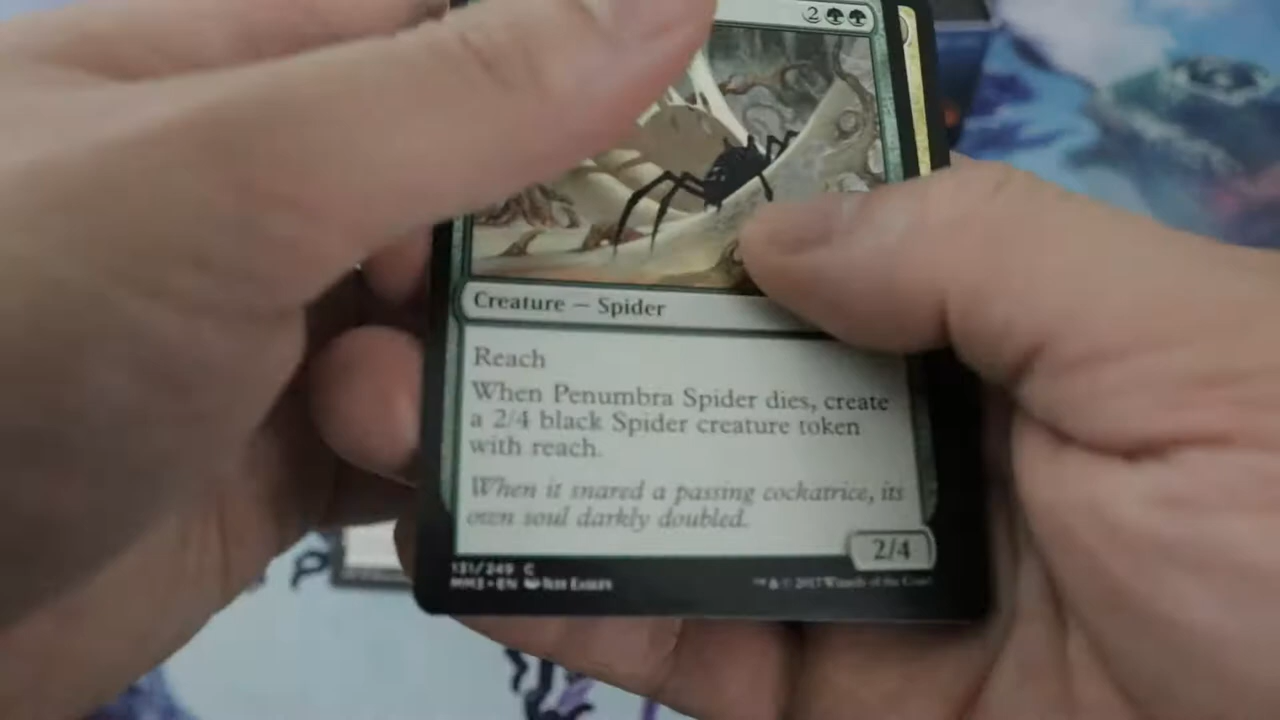 2
Creature — Spider
Reach
When Penumbra Spider dies, create
a 2/4 black Spider creature token
with reach.
When it snared a passing cockatrice, its
own soul darkly doubled.
2/4
131/249 C
MM3 • EN Jeff Easley
™ & © 2017 Wizards of the Coast